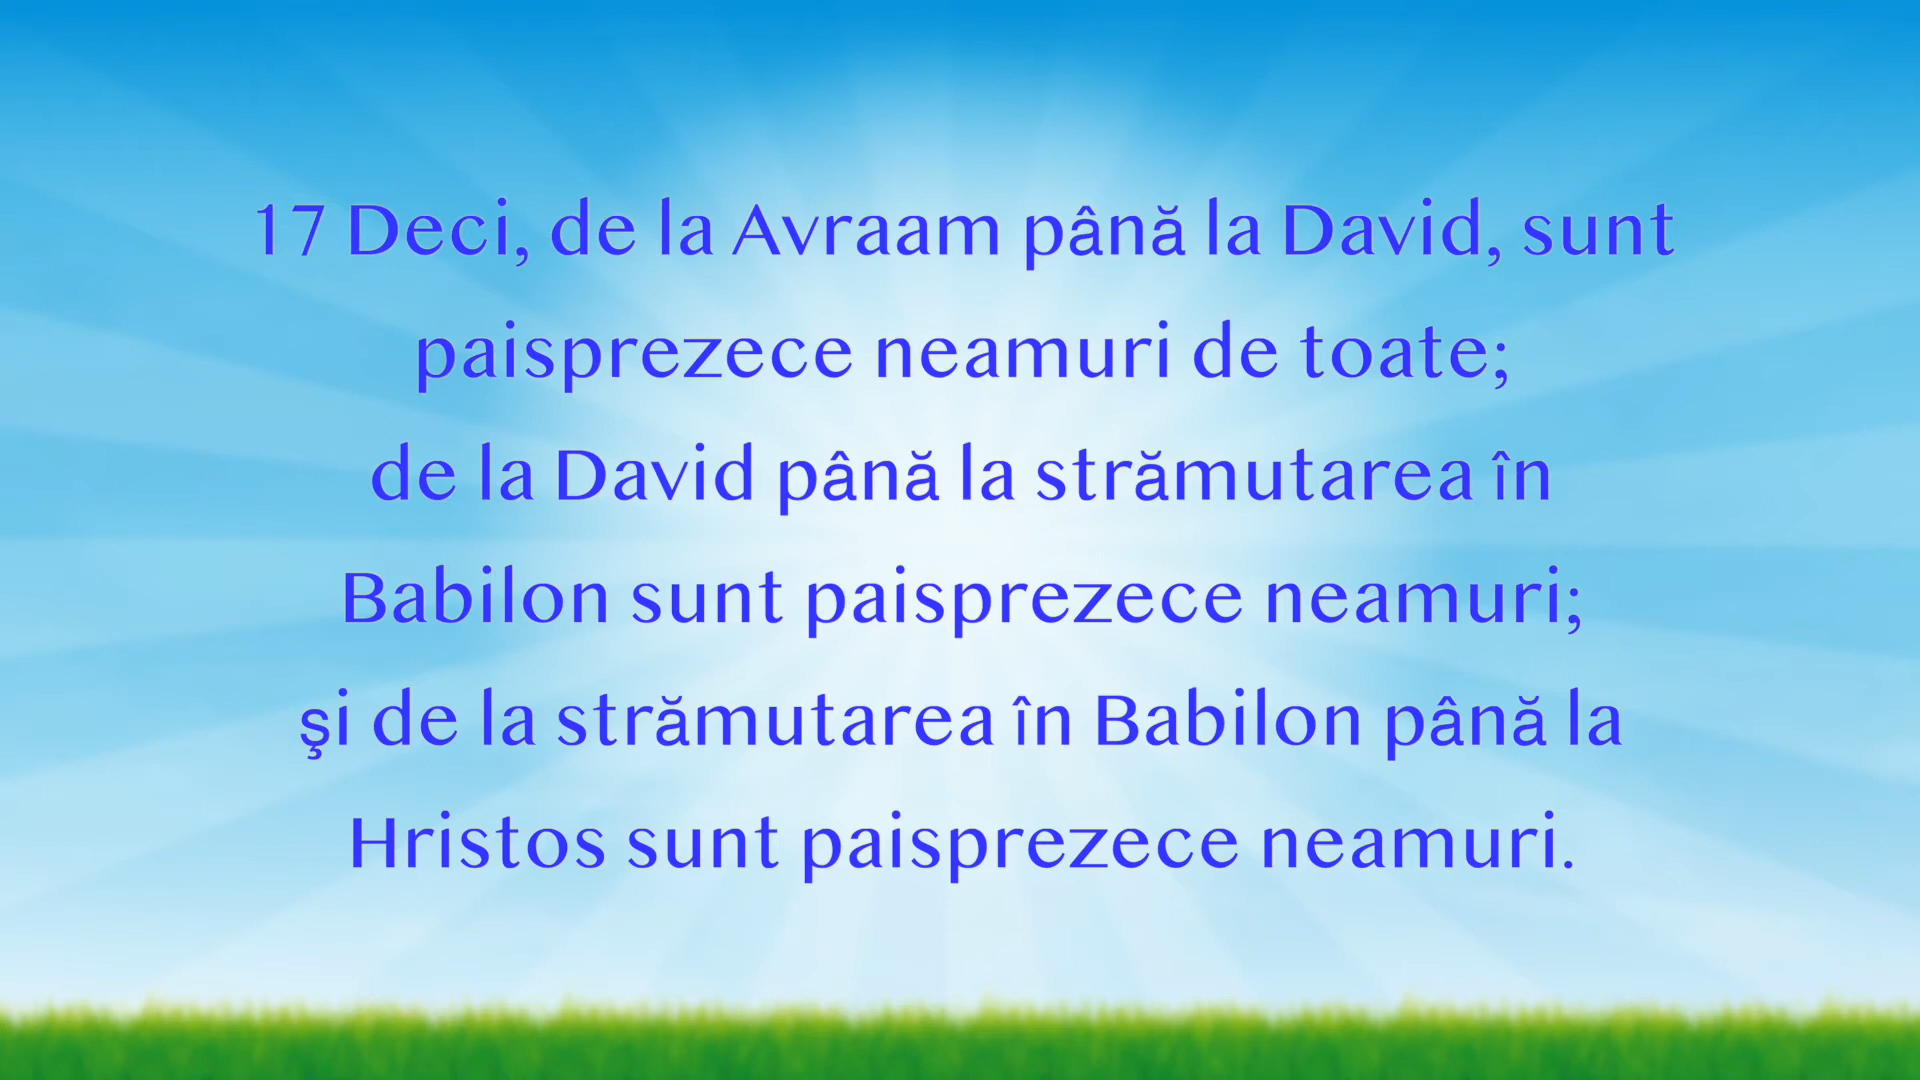 17 Deci, de la Avraam până la David, sunt
paisprezece neamuri de toate;
de la David până la strămutarea în
Babilon sunt paisprezece neamuri;
şi de la strămutarea în Babilon până la
Hristos sunt paisprezece neamuri.